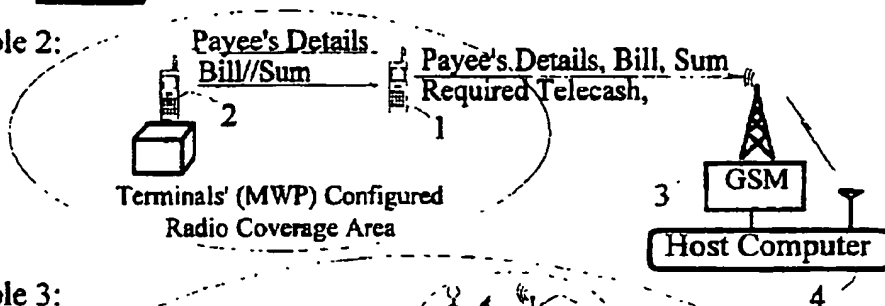 ple 2:
Payee's Details
Bill//Sum
Payee's Details, Bill, Sum
Required Telecash,
2
1
Terminals' (MWP) Configured
Radio Coverage Area
3
GSM
Host Computer
4
ple 3: